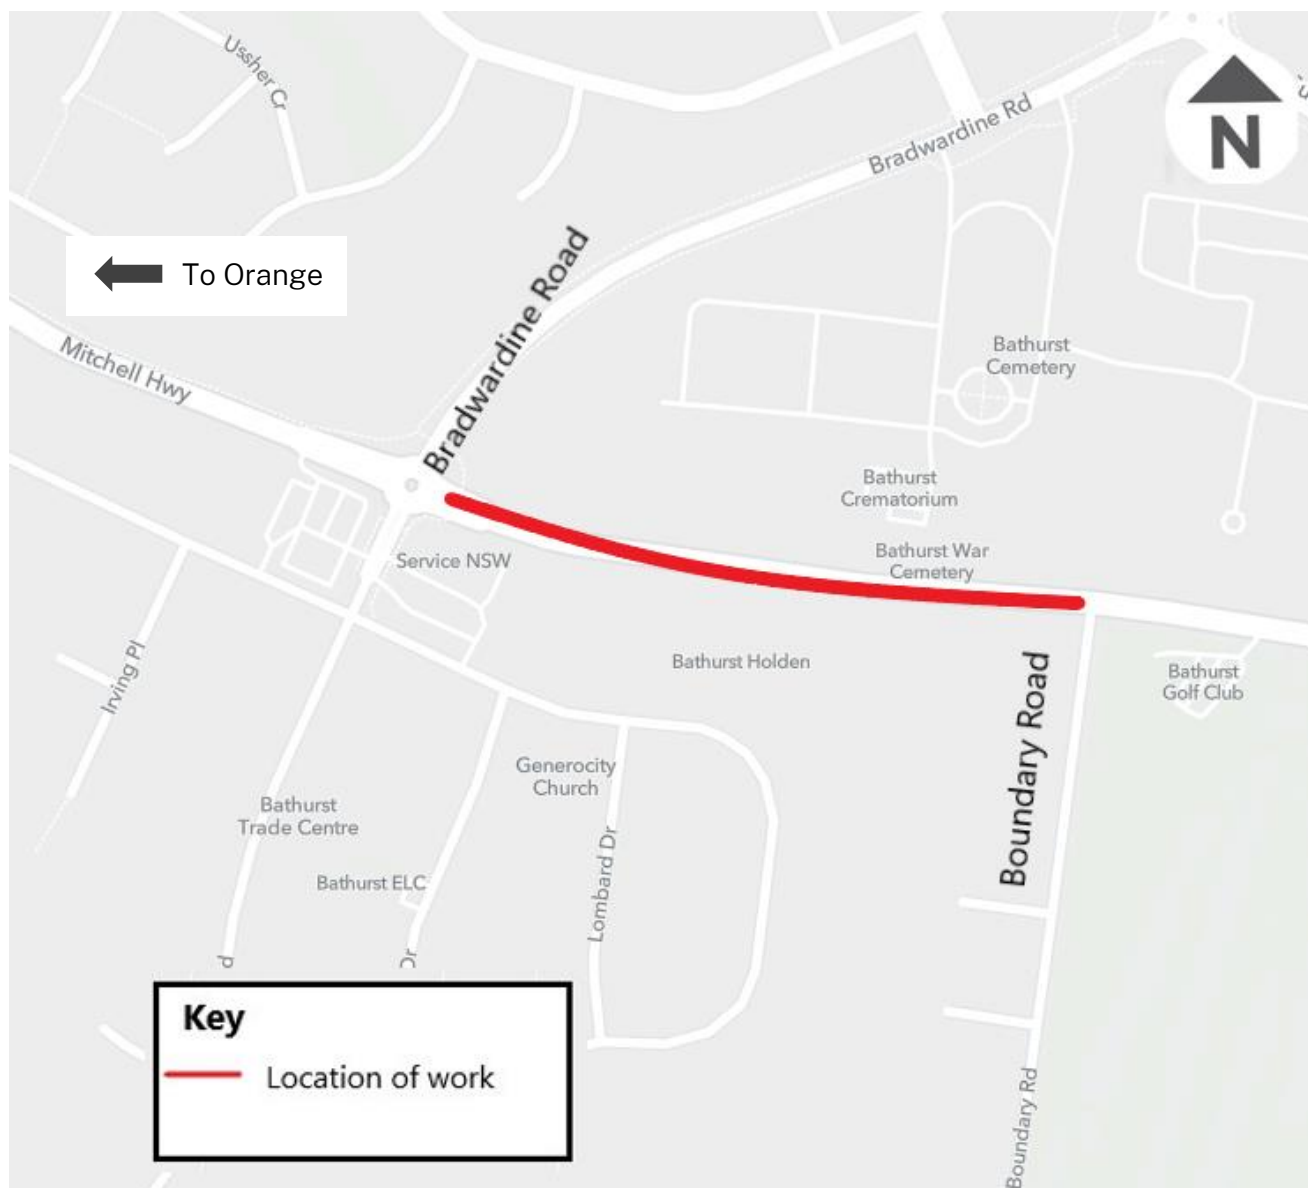 Ussher Cr
Bradwardine Rd
N
To Orange
Bradwardine Road
Mitchell Hwy
Bathurst
Cemetery
Bathurst
Crematorium
Bathurst War
Cemetery
Service NSW
Irving Pl
Bathurst Holden
Boundary Road
Bathurst
Golf Club
Generocity
Church
Bathurst
Trade Centre
Lombard Dr
Bathurst ELC
Key
Location of work
Boundary Rd